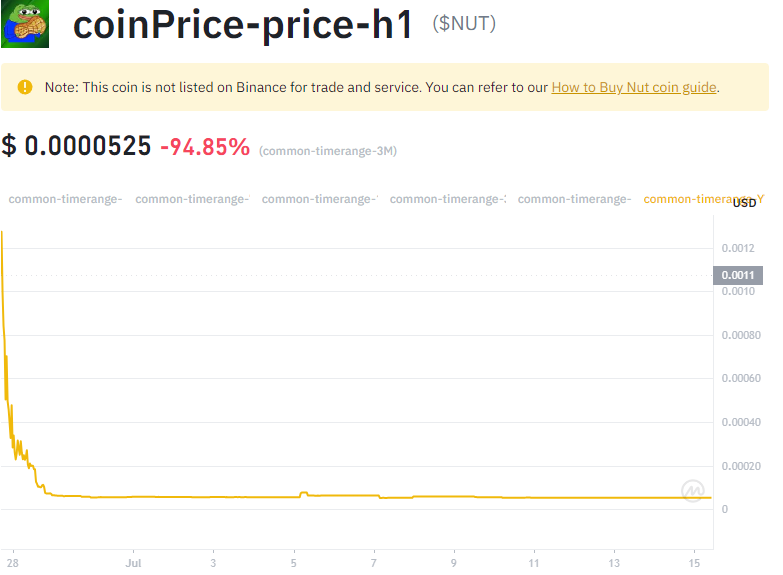 coinPrice-price-h1 ($NUT)
Note: This coin is not listed on Binance for trade and service. You can refer to our How to Buy Nut coin guide.
$ 0.0000525 -94.85% (common-timerange-3M)
common-timerange- common-timerange- common-timerange- common-timerange- common-timerange- common-timerange-Y
USD
0.0012
0.0011
0.0010
0.00080
0.00060
0.00040
0.00020
0
28 Jul 3 5 7 9 11 13 15